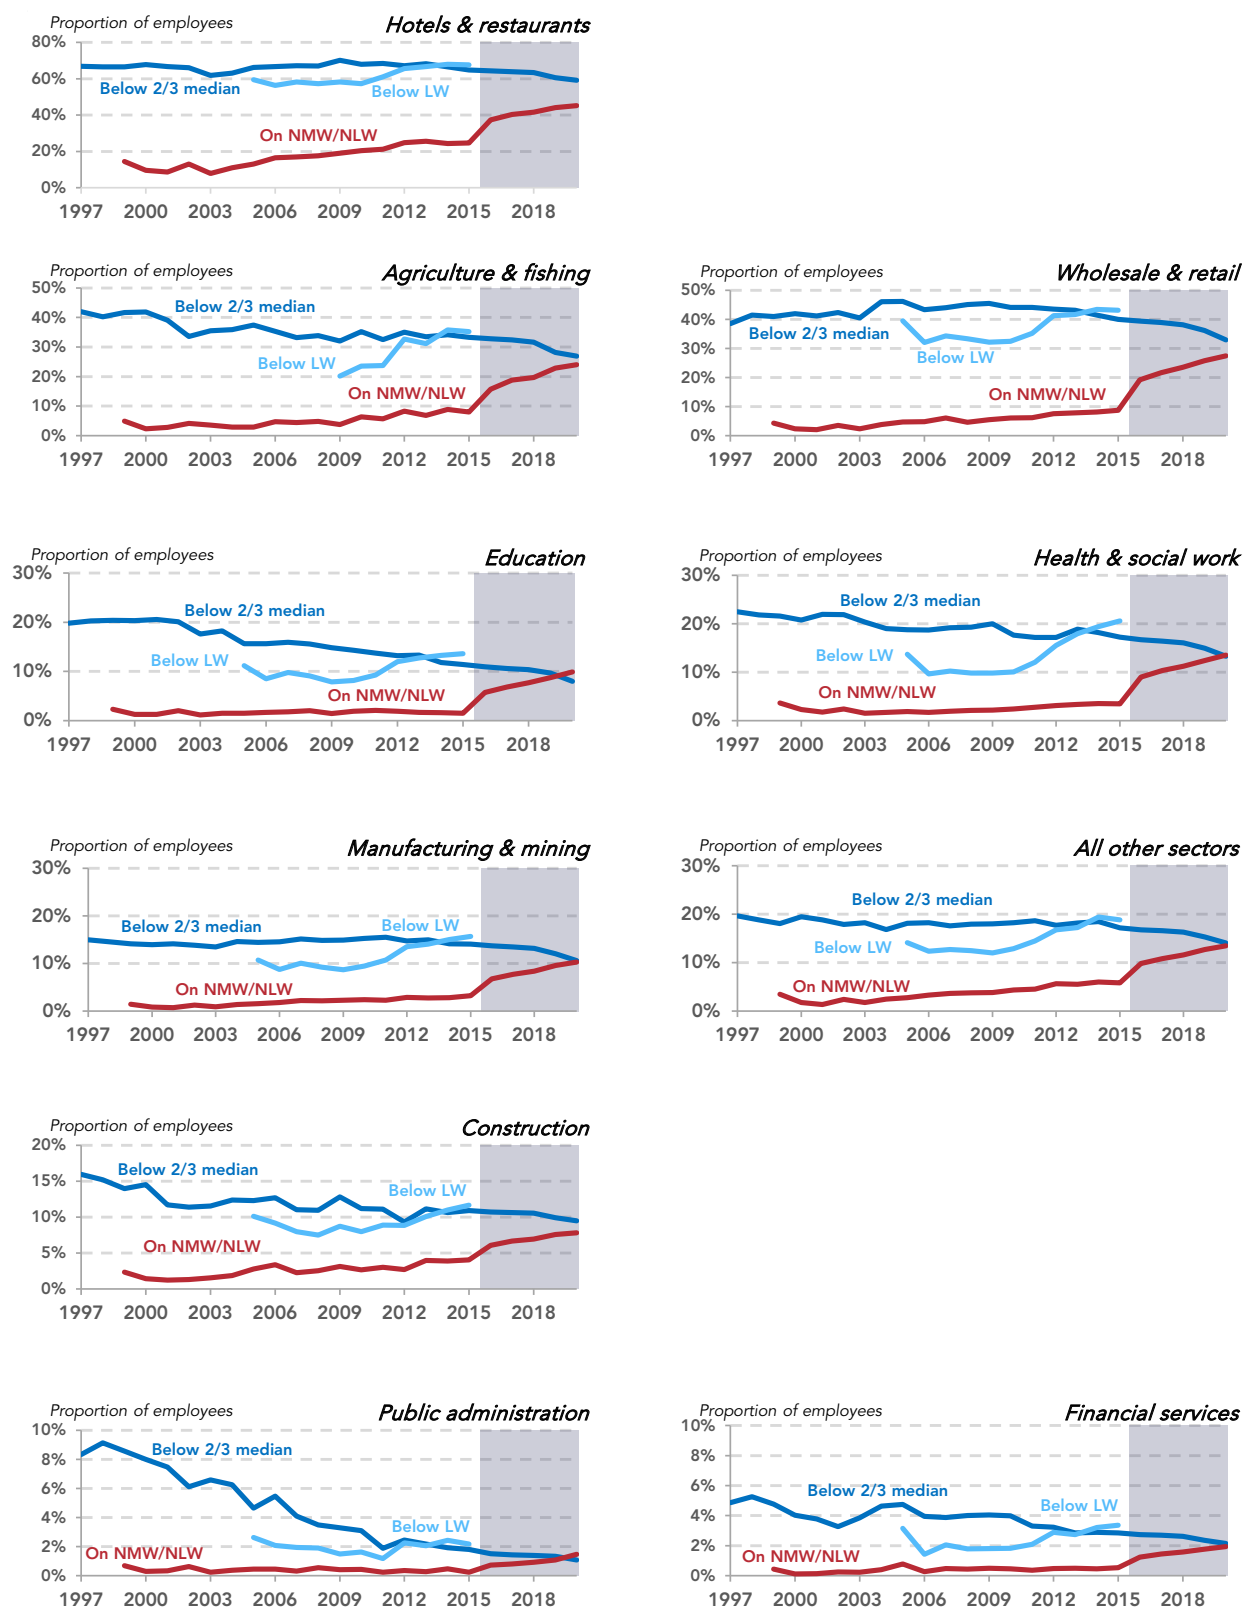 Proportion of employees
Hotels & restaurants
80%
60%
40%
20%
0%
Below 2/3 median
Below LW
On NMW/NLW
1997 2000 2003 2006 2009 2012 2015 2018
Proportion of employees
Agriculture & fishing
50%
40%
30%
20%
10%
0%
Below 2/3 median
Below LW
On NMW/NLW
1997 2000 2003 2006 2009 2012 2015 2018
Proportion of employees
Wholesale & retail
50%
40%
30%
20%
10%
0%
Below 2/3 median
Below LW
On NMW/NLW
1997 2000 2003 2006 2009 2012 2015 2018
Proportion of employees
Education
30%
20%
10%
0%
Below 2/3 median
Below LW
On NMW/NLW
1997 2000 2003 2006 2009 2012 2015 2018
Proportion of employees
Health & social work
30%
20%
10%
0%
Below 2/3 median
Below LW
On NMW/NLW
1997 2000 2003 2006 2009 2012 2015 2018
Proportion of employees
Manufacturing & mining
30%
20%
10%
0%
Below 2/3 median
Below LW
On NMW/NLW
1997 2000 2003 2006 2009 2012 2015 2018
Proportion of employees
All other sectors
30%
20%
10%
0%
Below 2/3 median
Below LW
On NMW/NLW
1997 2000 2003 2006 2009 2012 2015 2018
Proportion of employees
Construction
20%
15%
10%
5%
0%
Below 2/3 median
Below LW
On NMW/NLW
1997 2000 2003 2006 2009 2012 2015 2018
Proportion of employees
Public administration
10%
8%
6%
4%
2%
0%
Below 2/3 median
Below LW
On NMW/NLW
1997 2000 2003 2006 2009 2012 2015 2018
Proportion of employees
Financial services
10%
8%
6%
4%
2%
0%
Below 2/3 median
Below LW
On NMW/NLW
1997 2000 2003 2006 2009 2012 2015 2018